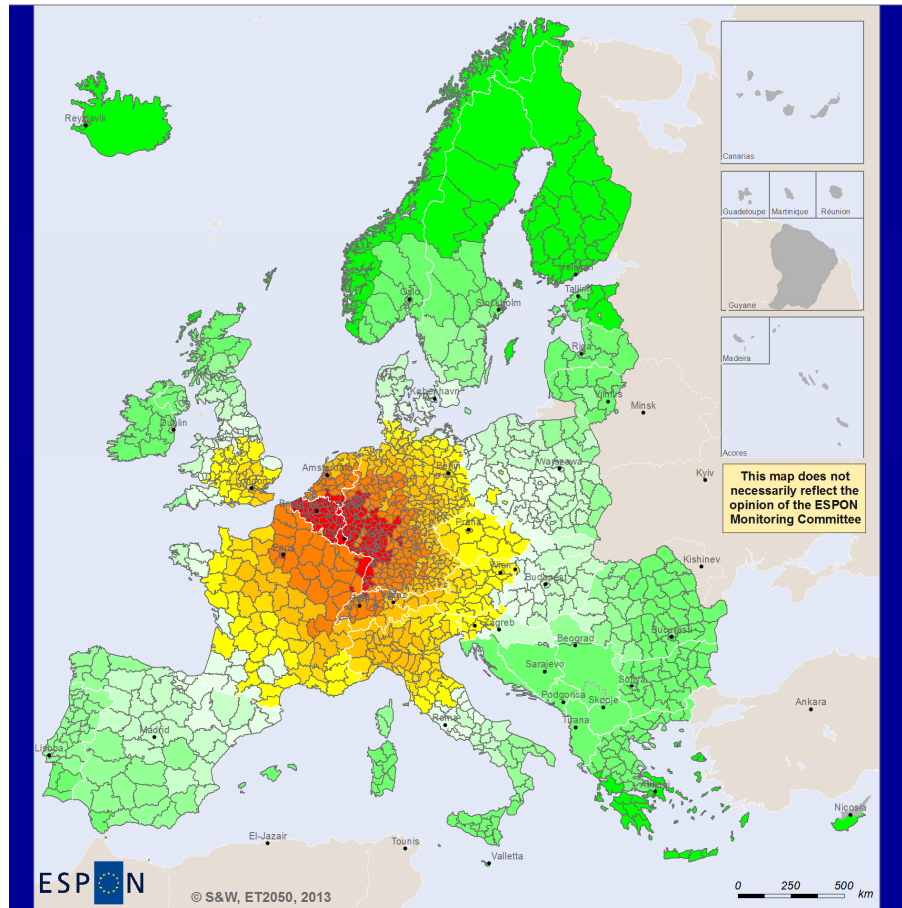 Reykjavik
Canarias
Guadeloupe
Martinique
Réunion
Guyane
Helsinki
Tallinn
Oslo
Stockholm
Madeira
Riga
København
Vilnius
Minsk
Dublin
Acores
Amsterdam
Berlin
Warszawa
London
Kyiv
This map does not
necessarily reflect the
opinion of the ESPON
Monitoring Committee
Praha
Paris
Wien
Kishinev
Budapest
Zagreb
Beograd
Bucuresti
Sarajevo
Sofiya
Podgorica
Skopje
Ankara
Roma
Tirana
Madrid
Lisboa
Athinai
Nicosia
El-Jazair
Tounis
Valletta
ESPON
© S&W, ET2050, 2013
0 250 500
km